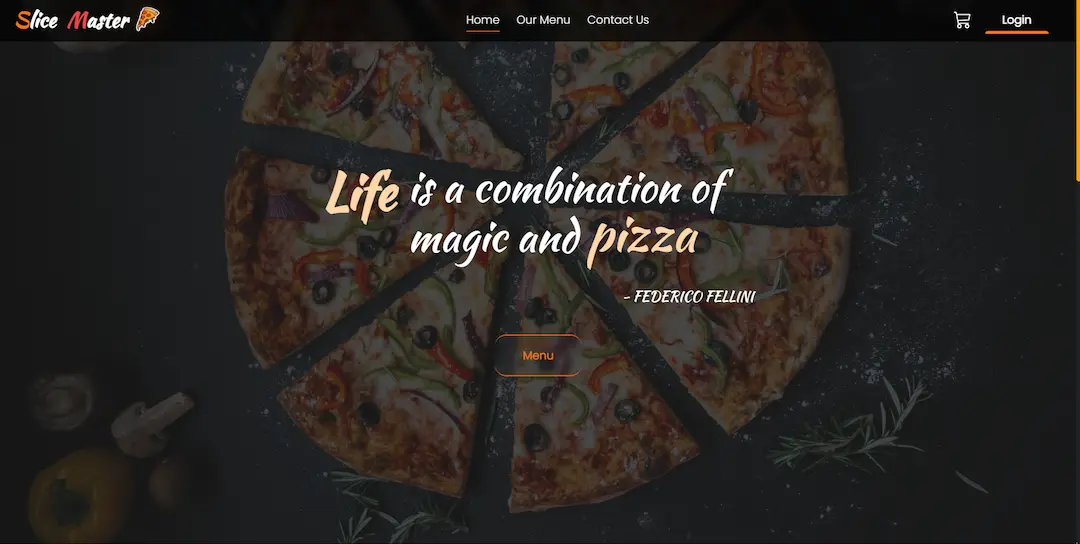 Slice Master
Home
Our Menu
Contact Us
Login
Life is a combination of
magic and pizza
- FEDERICO FELLINI
Menu